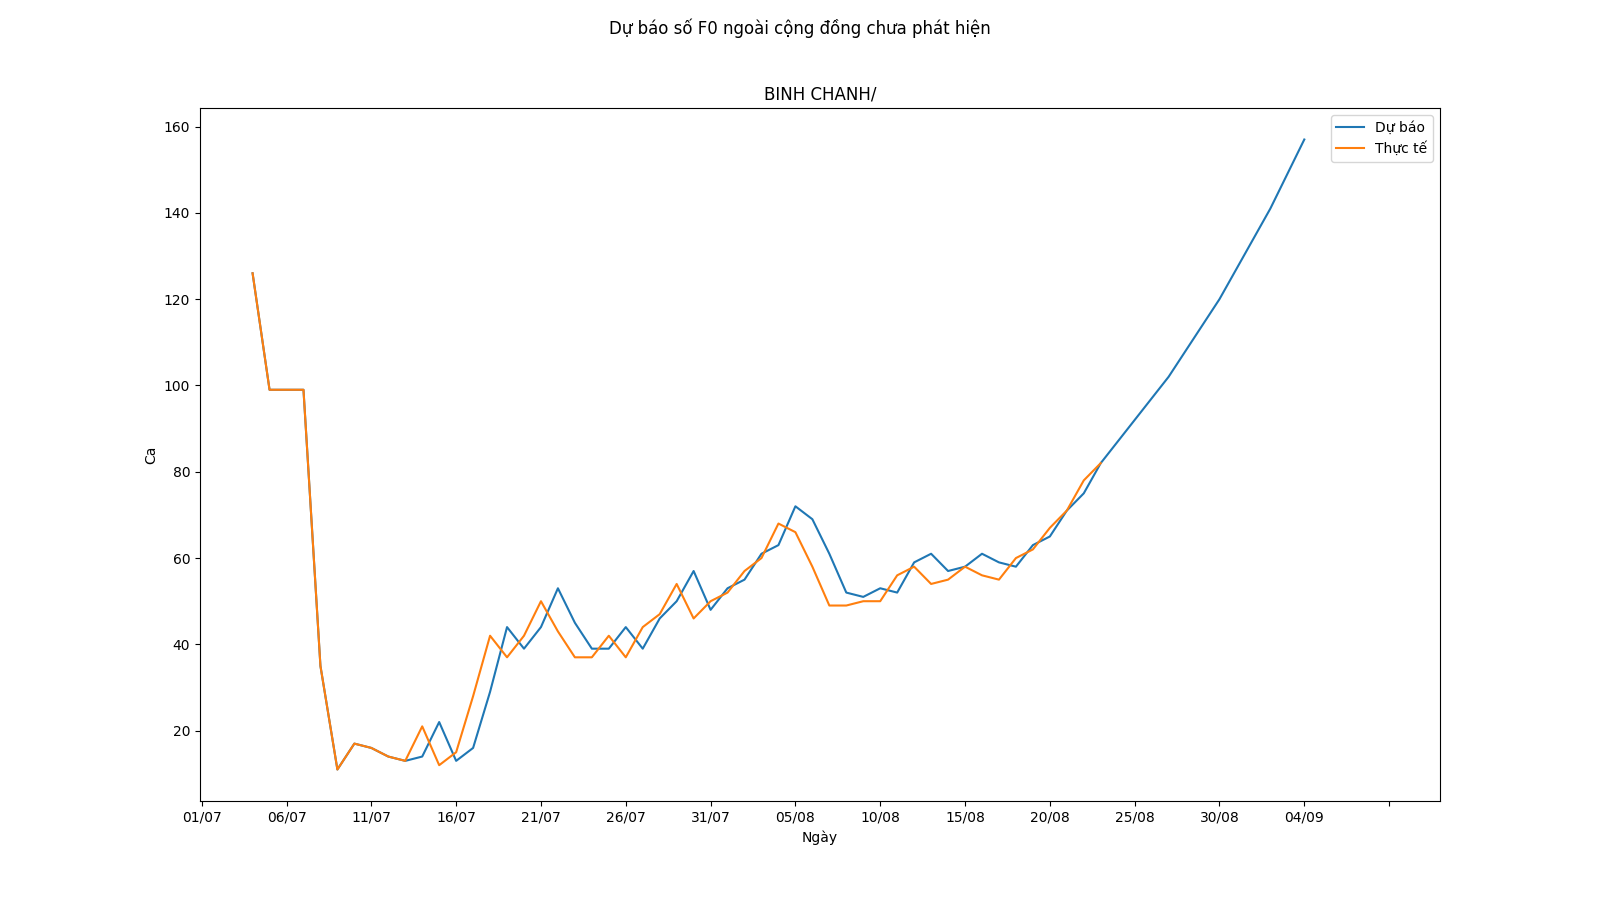 Dự báo số F0 ngoài cộng đồng chưa phát hiện
BINH CHANH/
Dự báo
Thực tế
160
140
120
100
80
60
40
20
Ca
01/07 06/07 11/07 16/07 21/07 26/07 31/07 05/08 10/08 15/08 20/08 25/08 30/08 04/09
Ngày